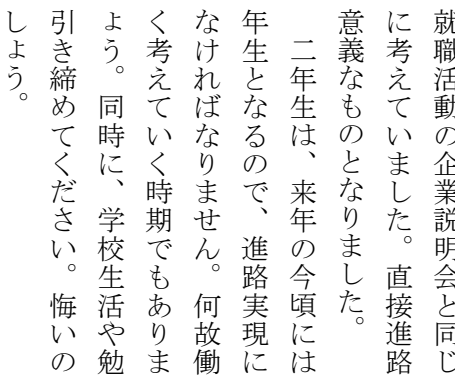 就職活動の企業説明会と同じ
に考えていました。直接進路
意義なものとなりました。
二年生は、来年の今頃には
年生となるので、進路実現に
なければなりません。何故働
く考えていく時期でもありま
ょう。同時に、学校生活や勉
引き締めてください。悔いの
しょう。